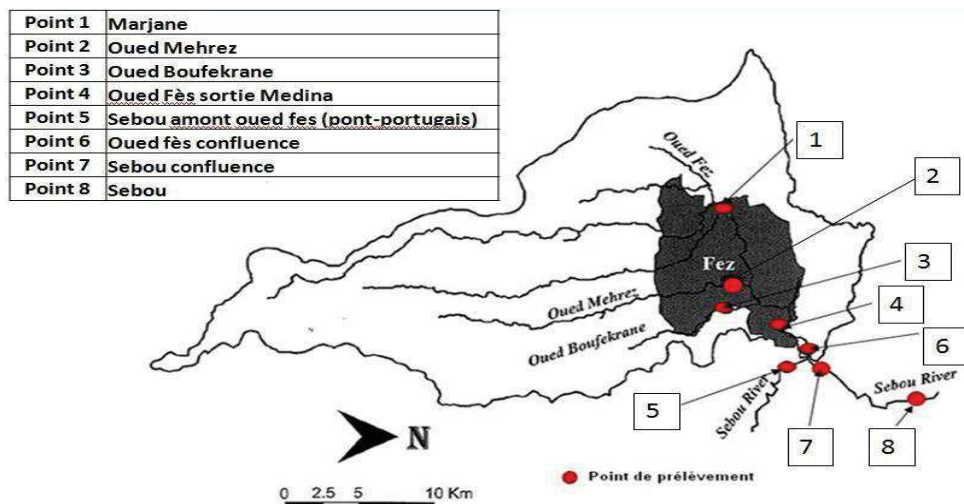 Point 1 Marjane
Point 2 Oued Mehrez
Point 3 Oued Boufekrane
Point 4 Oued Fès sortie Medina
Point 5 Sebou amont oued fes (pont-portugais)
Point 6 Oued fès confluence
Point 7 Sebou confluence
Point 8 Sebou
Oued Fez
1
2
Fez
3
Oued Mehrez
4
Oued Boufekrane
6
Sebou River
5
Sebou River
7
8
N
Point de prélèvement
0 2.5 5 10 Km